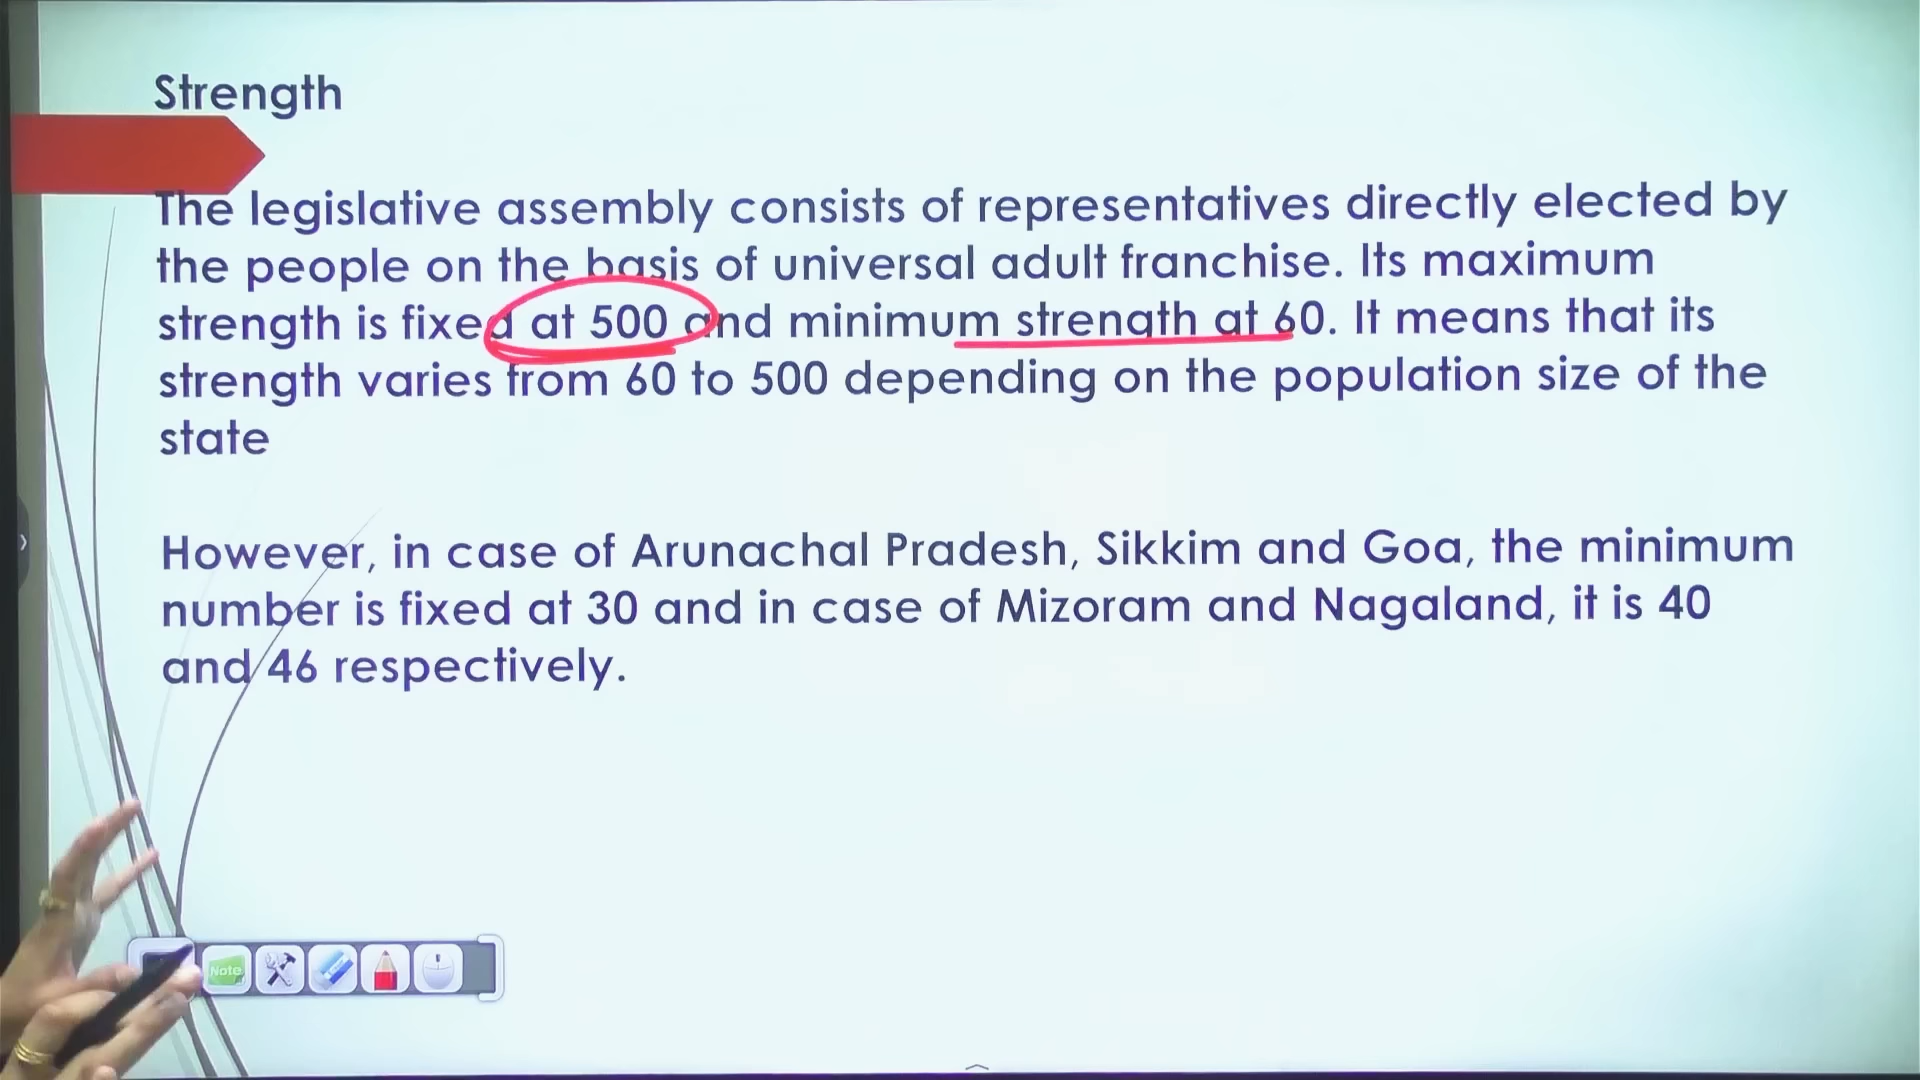 Strength
The legislative assembly consists of representatives directly elected by
the people on the basis of universal adult franchise. Its maximum
strength is fixed at 500 and minimum strength at 60. It means that its
strength varies from 60 to 500 depending on the population size of the
state
However, in case of Arunachal Pradesh, Sikkim and Goa, the minimum
number is fixed at 30 and in case of Mizoram and Nagaland, it is 40
and 46 respectively.
Note